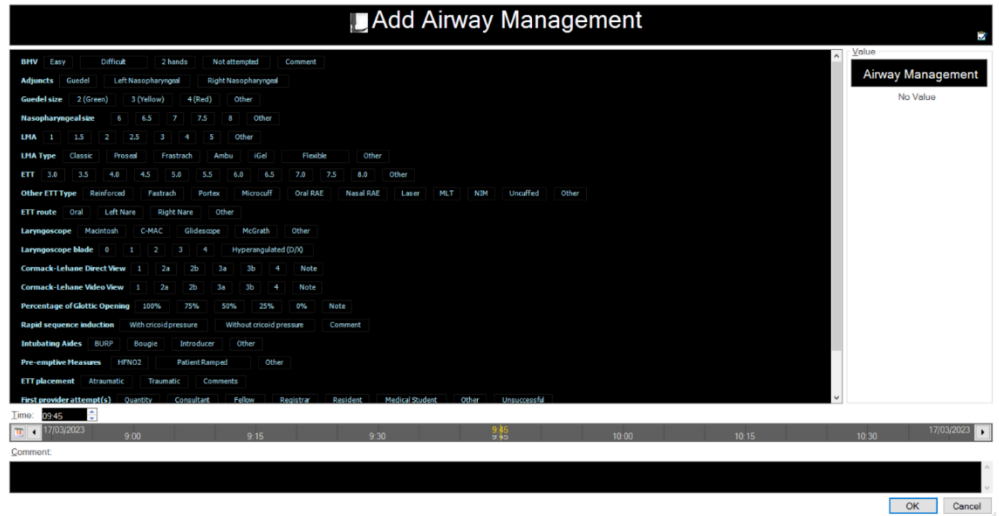 Add Airway Management
BMV Easy Difficult 2 hands Not attempted Comment
Adjuncts Guedel Left Nasopharyngeal Right Nasopharyngeal
Guedel size 2 (Green) 3 (Yellow) 4 (Red) Other
Nasopharyngeal size 6 6.5 7 7.5 8 Other
LMA 1 1.5 2 2.5 3 4 5 Other
LMA Type Classic Proseal Frastrach Ambu iGel Flexible Other
ETT 3.0 3.5 4.0 4.5 5.0 5.5 6.0 6.5 7.0 7.5 8.0 Other
Other ETT Type Reinforced Fastrach Portex Microcuff Oral RAE Nasal RAE Laser MLT NIM Uncuffed Other
ETT route Oral Left Nare Right Nare Other
Laryngoscope Macintosh C-MAC Glidescope McGrath Other
Laryngoscope blade 0 1 2 3 4 Hyperangulated (D/X)
Cormack-Lehane Direct View 1 2a 2b 3a 3b 4 Note
Cormack-Lehane Video View 1 2a 2b 3a 3b 4 Note
Percentage of Glottic Opening 100% 75% 50% 25% 0% Note
Rapid sequence induction With cricoid pressure Without cricoid pressure Comment
Intubating Aides BURP Bougie Introducer Other
Pre-emptive Measures HFNO2 Patient Ramped Other
ETT placement Atraumatic Traumatic Comments
First provider attempt(s) Quantity Consultant Fellow Registrar Resident Medical Student Other Unsuccessful
Value
Airway Management
No Value
Time: 09:45
17/03/2023 9:00 9:15 9:30 9:45 10:00 10:15 10:30 17/03/2023
Comment:
OK Cancel